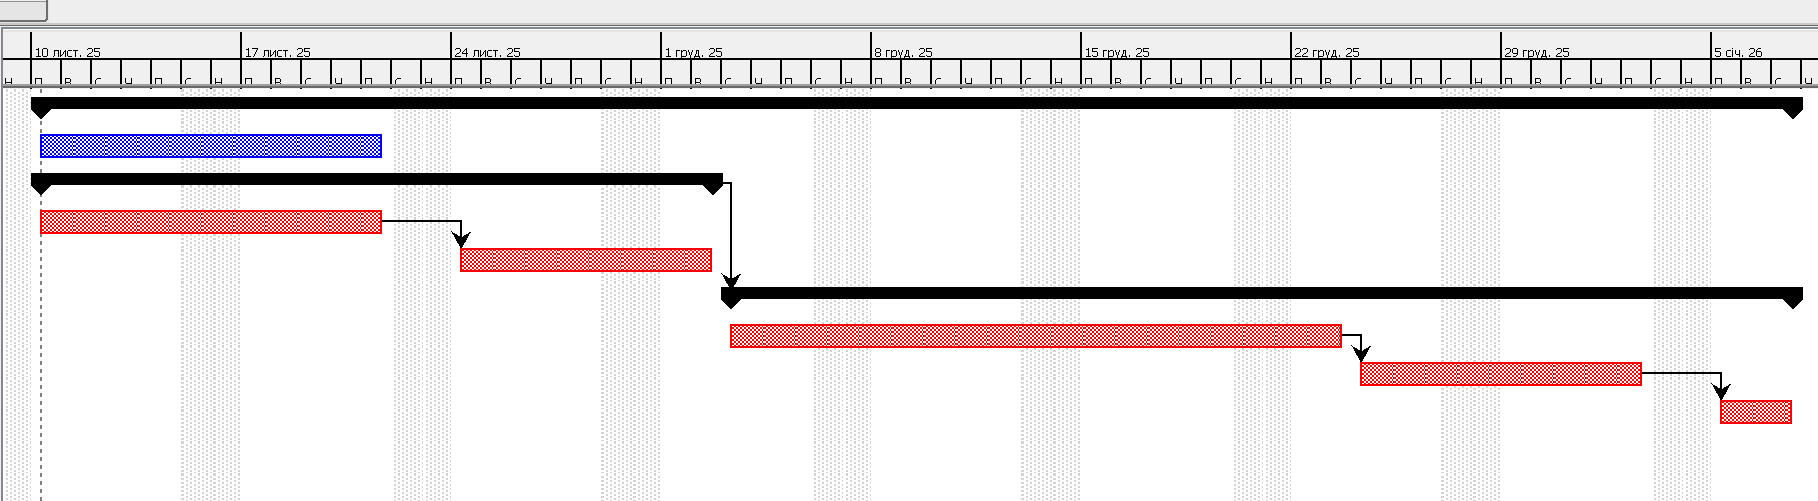 10 лист. 25 17 лист. 25 24 лист. 25 1 груд. 25 8 груд. 25 15 груд. 25 22 груд. 25 29 груд. 25 5 січ. 26
Н П В С Ч П С Н П В С Ч П С Н П В С Ч П С Н П В С Ч П С Н П В С Ч П С Н П В С Ч П С Н П В С Ч П С Н П В С Ч П С Н П В С Ч